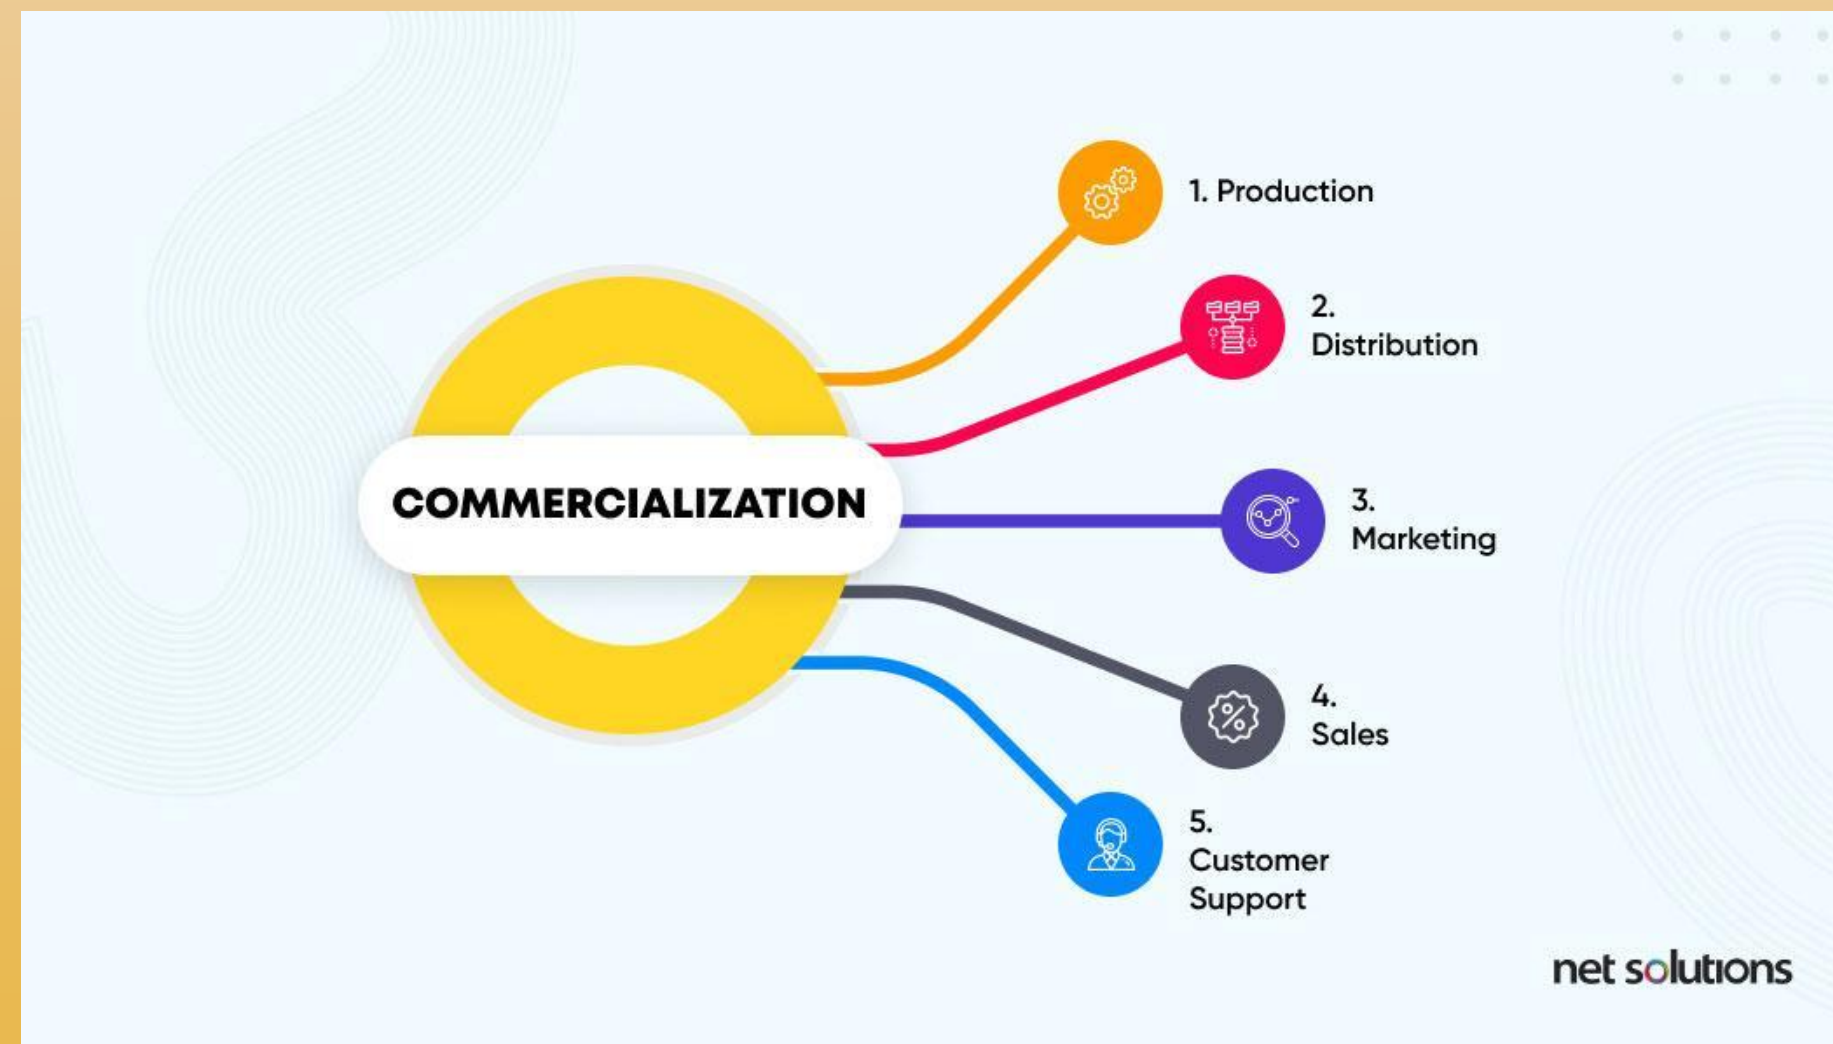 COMMERCIALIZATION
1. Production
2.
Distribution
3.
Marketing
4.
Sales
5.
Customer
Support
net solutions